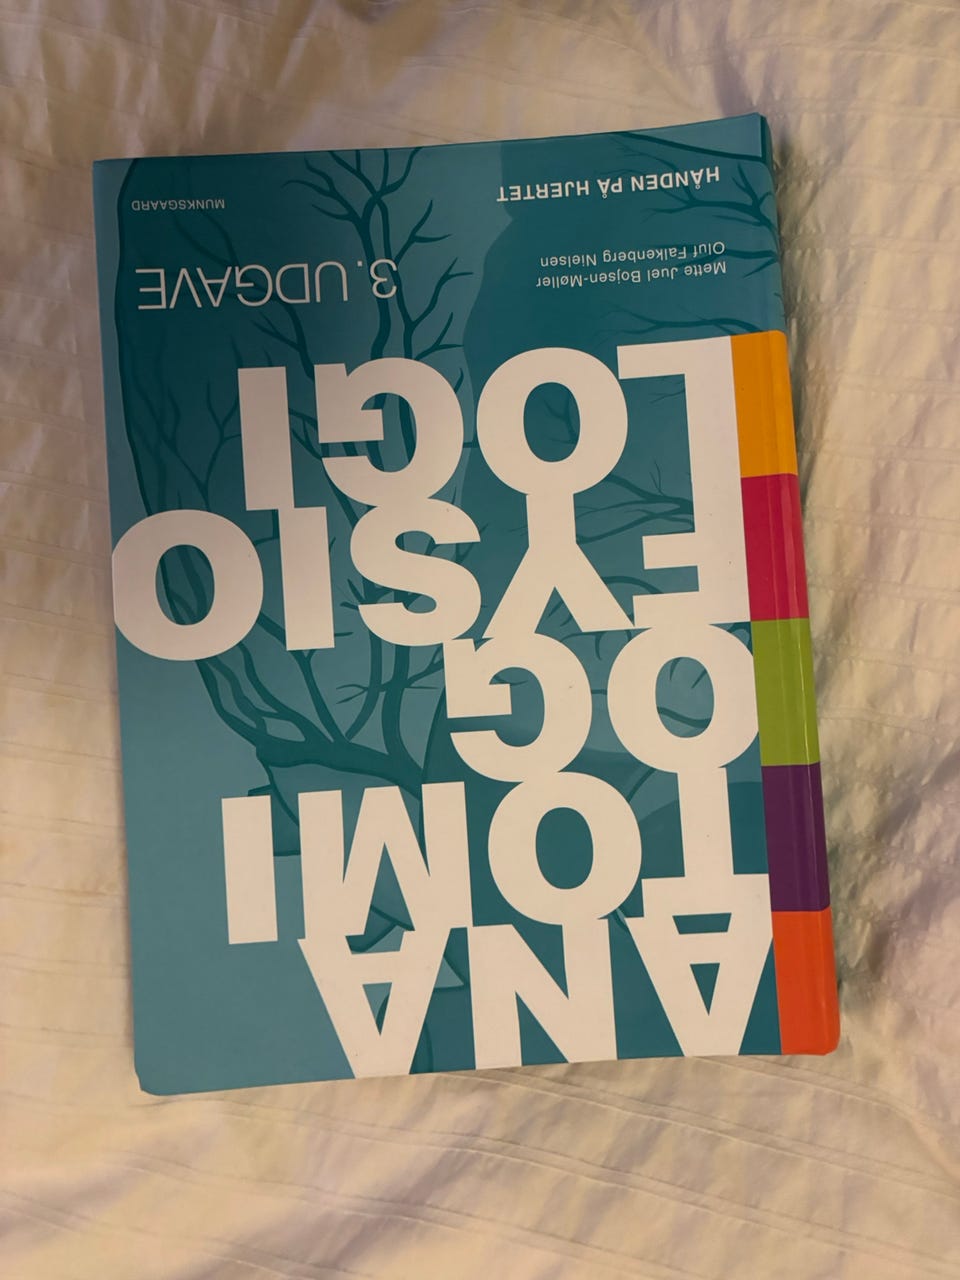 ANA
TOMI
OG
FYSIO
LOGI
Mette Juel Bojsen-Møller
Oluf Falkenberg Nielsen
3. UDGAVE
HÅNDEN PÅ HJERTET
MUNKSGAARD